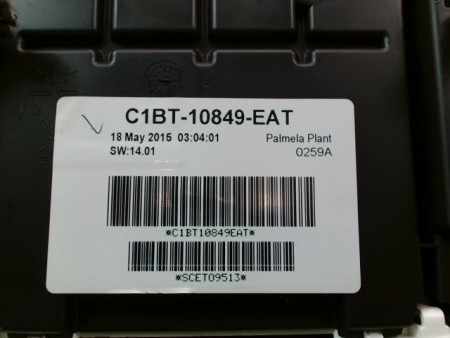 C1BT-10849-EAT
18 May 2015 03:04:01 Palmela Plant
SW:14.01 0259A
*C1BT10849EAT*
*SCET09513*